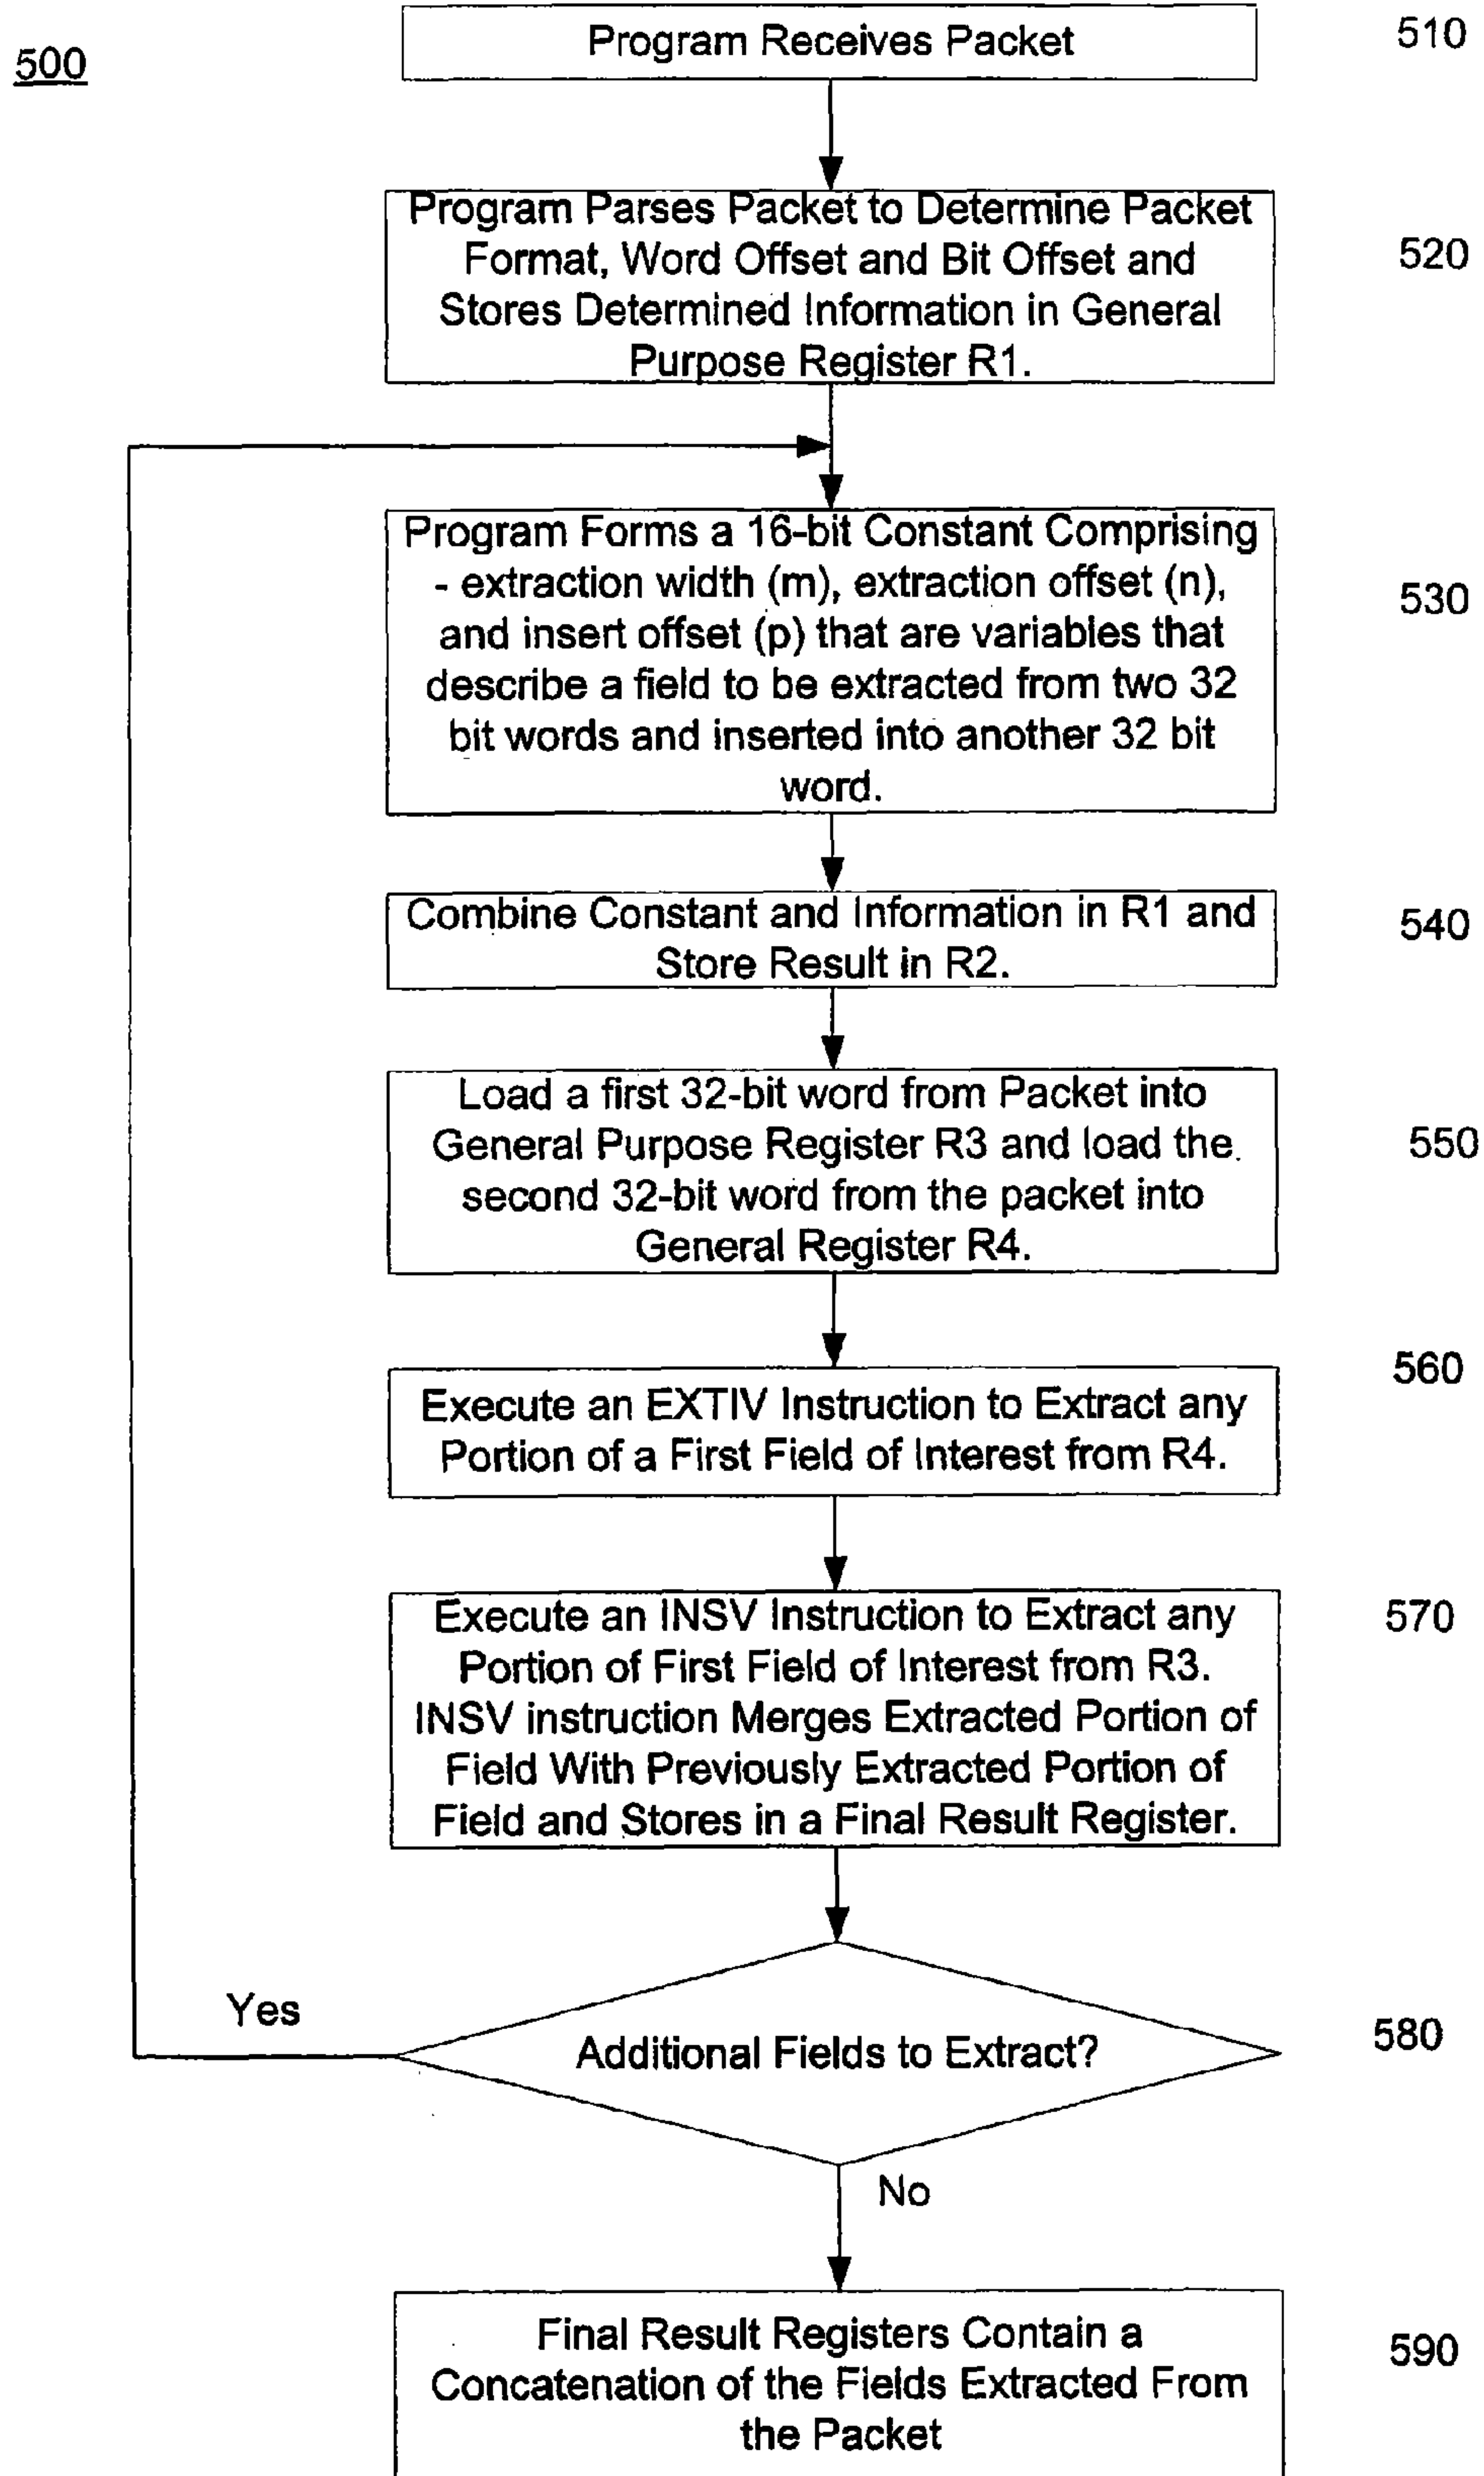 500
Program Receives Packet
510
Program Parses Packet to Determine Packet
Format, Word Offset and Bit Offset and
Stores Determined Information in General
Purpose Register R1.
520
Program Forms a 16-bit Constant Comprising
- extraction width (m), extraction offset (n),
and insert offset (p) that are variables that
describe a field to be extracted from two 32
bit words and inserted into another 32 bit
word.
530
Combine Constant and Information in R1 and
Store Result in R2.
540
Load a first 32-bit word from Packet into
General Purpose Register R3 and load the
second 32-bit word from the packet into
General Register R4.
550
Execute an EXTIV Instruction to Extract any
Portion of a First Field of Interest from R4.
560
Execute an INSV Instruction to Extract any
Portion of First Field of Interest from R3.
INSV instruction Merges Extracted Portion of
Field With Previously Extracted Portion of
Field and Stores in a Final Result Register.
570
Yes
Additional Fields to Extract?
580
No
Final Result Registers Contain a
Concatenation of the Fields Extracted From
the Packet
590